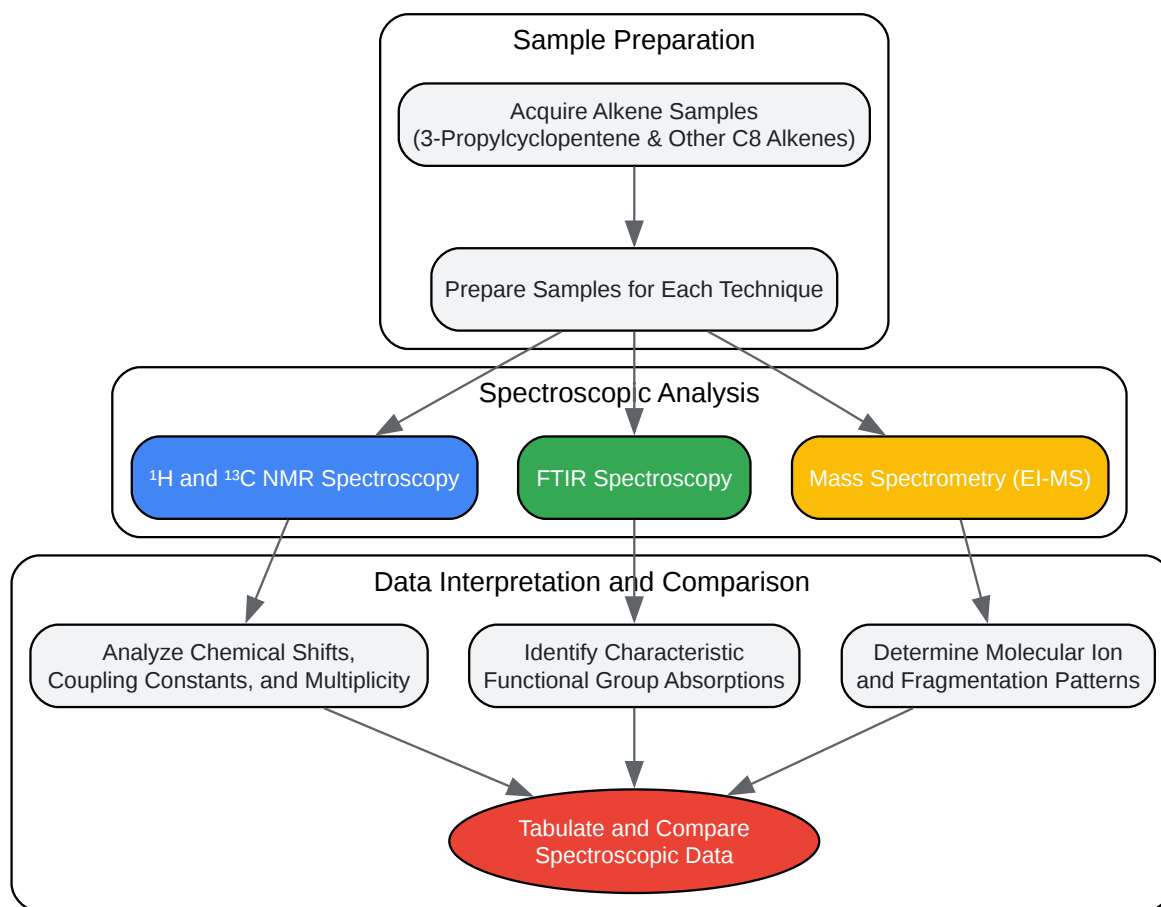 Sample Preparation
Acquire Alkene Samples
(3-Propylcyclopentene & Other C8 Alkenes)
Prepare Samples for Each Technique
Spectroscopic Analysis
¹H and ¹³C NMR Spectroscopy
FTIR Spectroscopy
Mass Spectrometry (EI-MS)
Data Interpretation and Comparison
Analyze Chemical Shifts,
Coupling Constants, and Multiplicity
Identify Characteristic
Functional Group Absorptions
Determine Molecular Ion
and Fragmentation Patterns
Tabulate and Compare
Spectroscopic Data